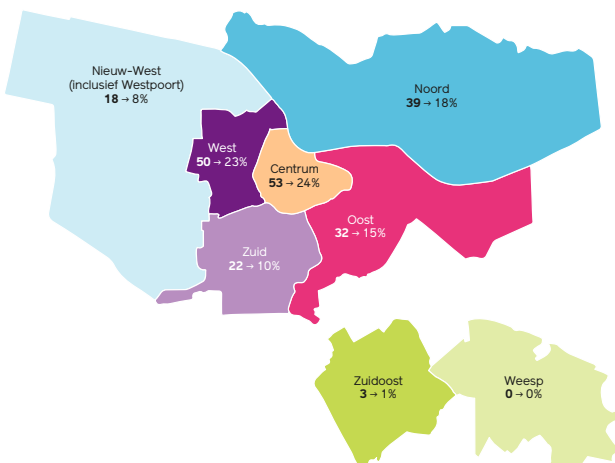 Nieuw-West
(inclusief Westpoort)
18 → 8%
Noord
39 → 18%
West
50 → 23%
Centrum
53 → 24%
Oost
32 → 15%
Zuid
22 → 10%
Zuidoost
3 → 1%
Weesp
0 → 0%